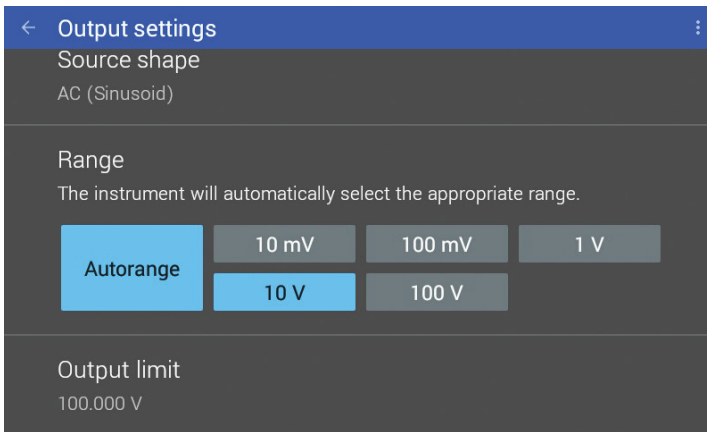 Output settings
Source shape
AC (Sinusoid)
Range
The instrument will automatically select the appropriate range.
Autorange
10 mV
100 mV
1 V
10 V
100 V
Output limit
100.000 V